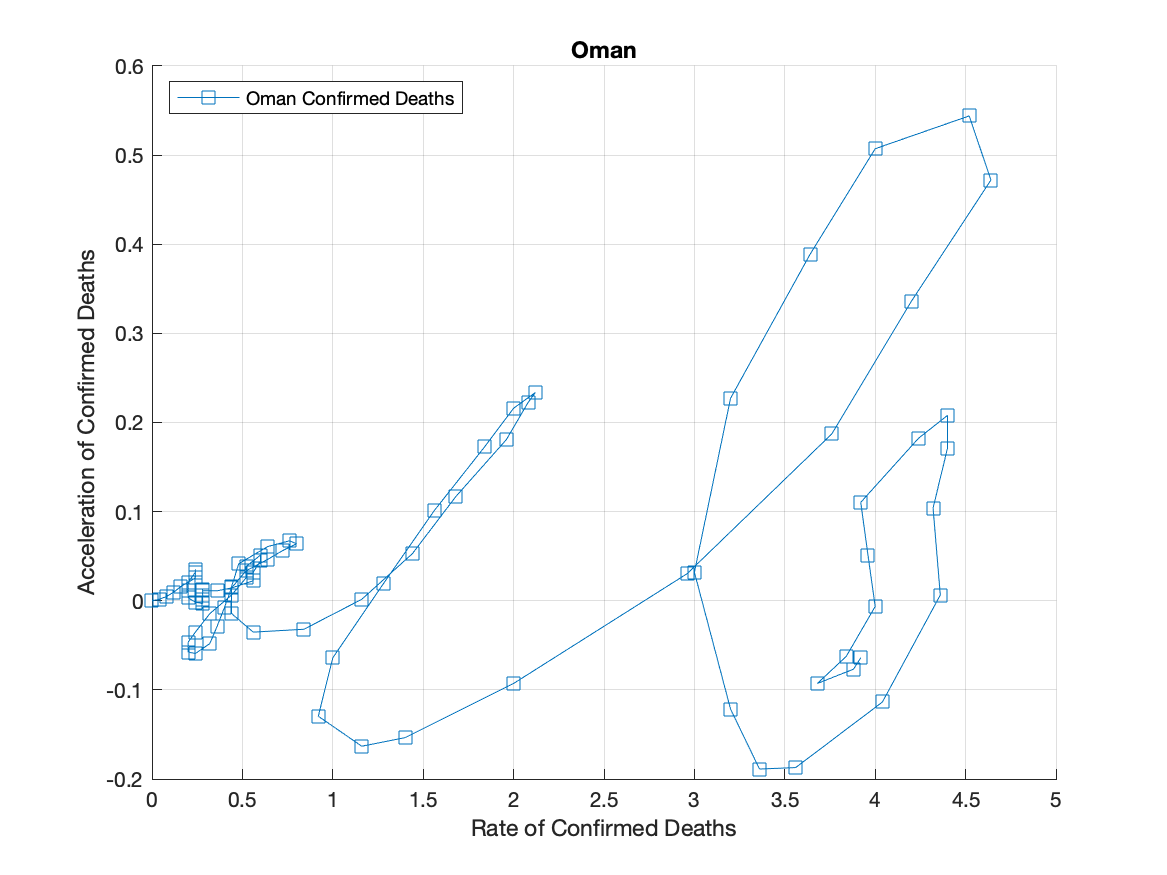 Oman
Oman Confirmed Deaths
Acceleration of Confirmed Deaths
0.6
0.5
0.4
0.3
0.2
0.1
0
-0.1
-0.2
0 0.5 1 1.5 2 2.5 3 3.5 4 4.5 5
Rate of Confirmed Deaths